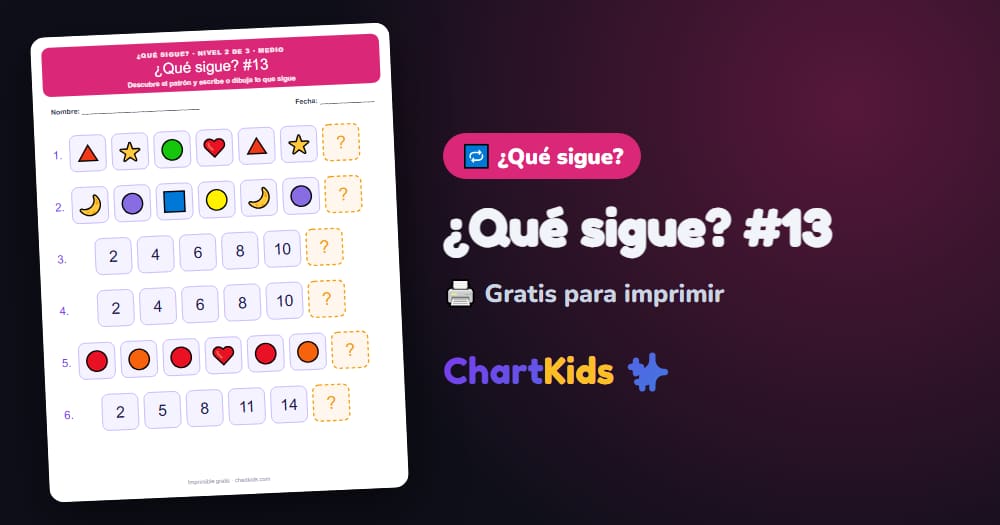 ¿QUÉ SIGUE? · NIVEL 2 DE 3 · MEDIO
¿Qué sigue? #13
Descubre el patrón y escribe o dibuja lo que sigue
Nombre: Fecha:
1. ?
2. ?
3. 2 4 6 8 10 ?
4. 2 4 6 8 10 ?
5. ?
6. 2 5 8 11 14 ?
Imprimible gratis · chartkids.com
¿Qué sigue?
¿Qué sigue? #13
Gratis para imprimir
ChartKids